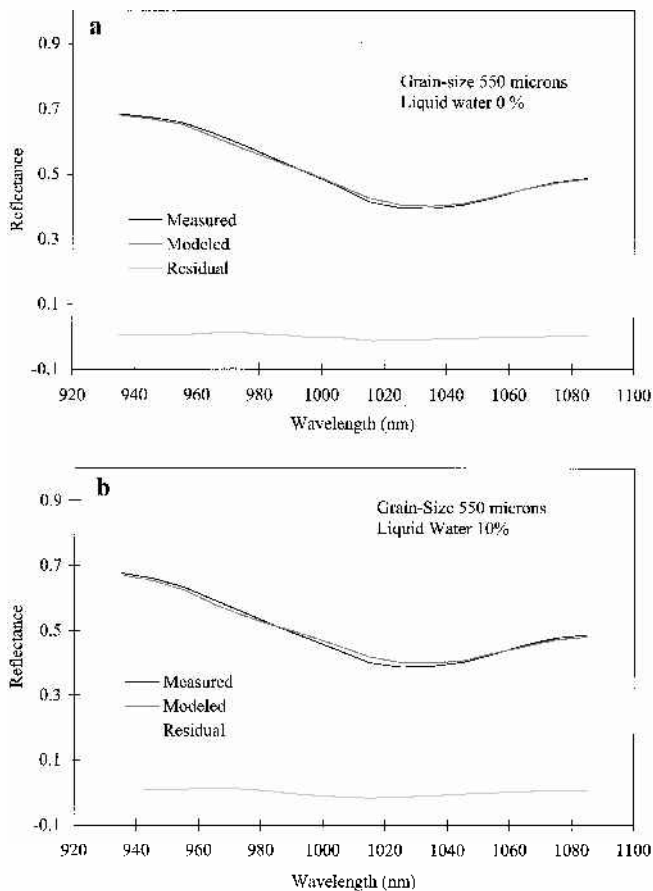 a
0.9
Grain-size 550 microns
Liquid water 0 %
0.7
Reflectance
0.5
0.3
Measured
Modeled
Residual
0.1
-0.1
920 940 960 980 1000 1020 1040 1060 1080 1100
Wavelength (nm)
b
0.9
Grain-Size 550 microns
Liquid Water 10%
0.7
Reflectance
0.5
0.3
Measured
Modeled
Residual
0.1
-0.1
920 940 960 980 1000 1020 1040 1060 1080 1100
Wavelength (nm)